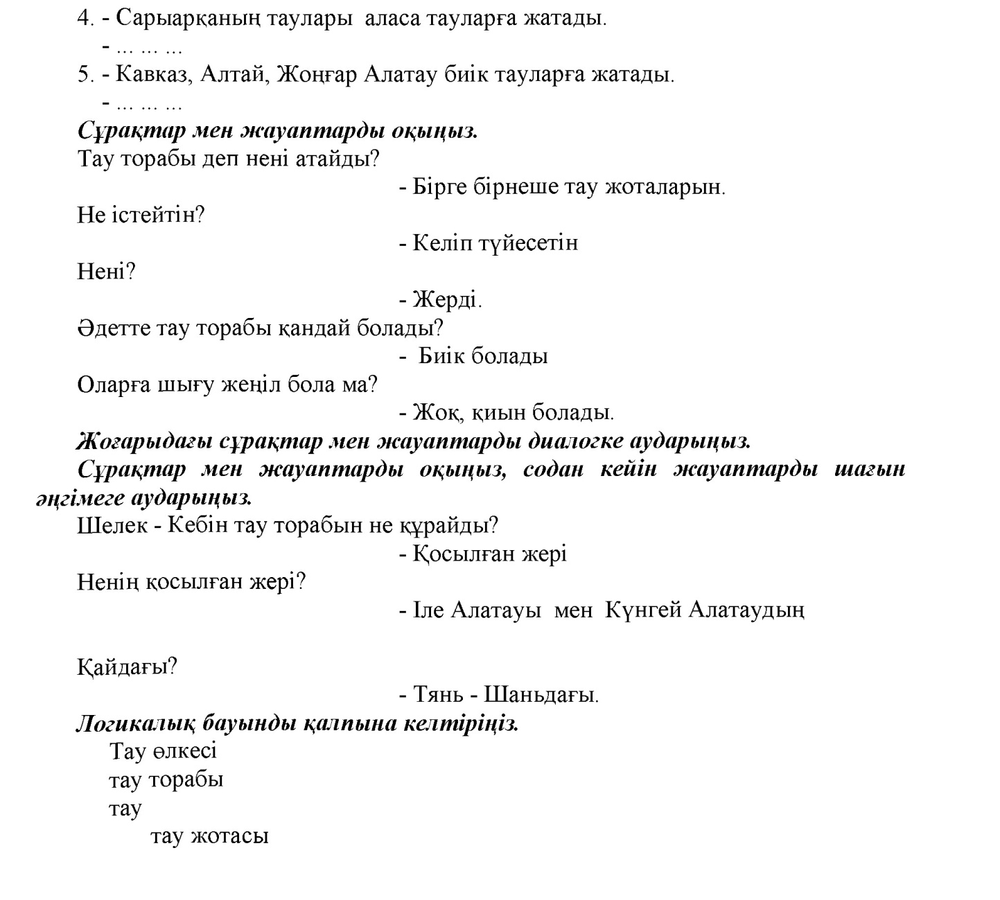 4. - Сарыарқаның таулары аласа тауларға жатады.
- ... ... ...
5. - Кавказ, Алтай, Жоңғар Алатау биік тауларға жатады.
- ... ... ...
Сұрақтар мен жауаптарды оқыңыз.
Тау торабы деп нені атайды?
- Бірге бірнеше тау жоталарын.
Не істейтін?
- Келіп түйесетін
Нені?
- Жерді.
Әдетте тау торабы қандай болады?
- Биік болады
Оларға шығу жеңіл бола ма?
- Жоқ, қиын болады.
Жоғарыдағы сұрақтар мен жауаптарды диалогке аударыңыз.
Сұрақтар мен жауаптарды оқыңыз, содан кейін жауаптарды шағын
әңгімеге аударыңыз.
Шелек - Кебін тау торабын не құрайды?
- Қосылған жері
Ненің қосылған жері?
- Іле Алатауы мен Күнгей Алатаудың
Қайдағы?
- Тянь - Шаньдағы.
Логикалық бауынды қалпына келтіріңіз.
Тау өлкесі
тау торабы
тау
тау жотасы